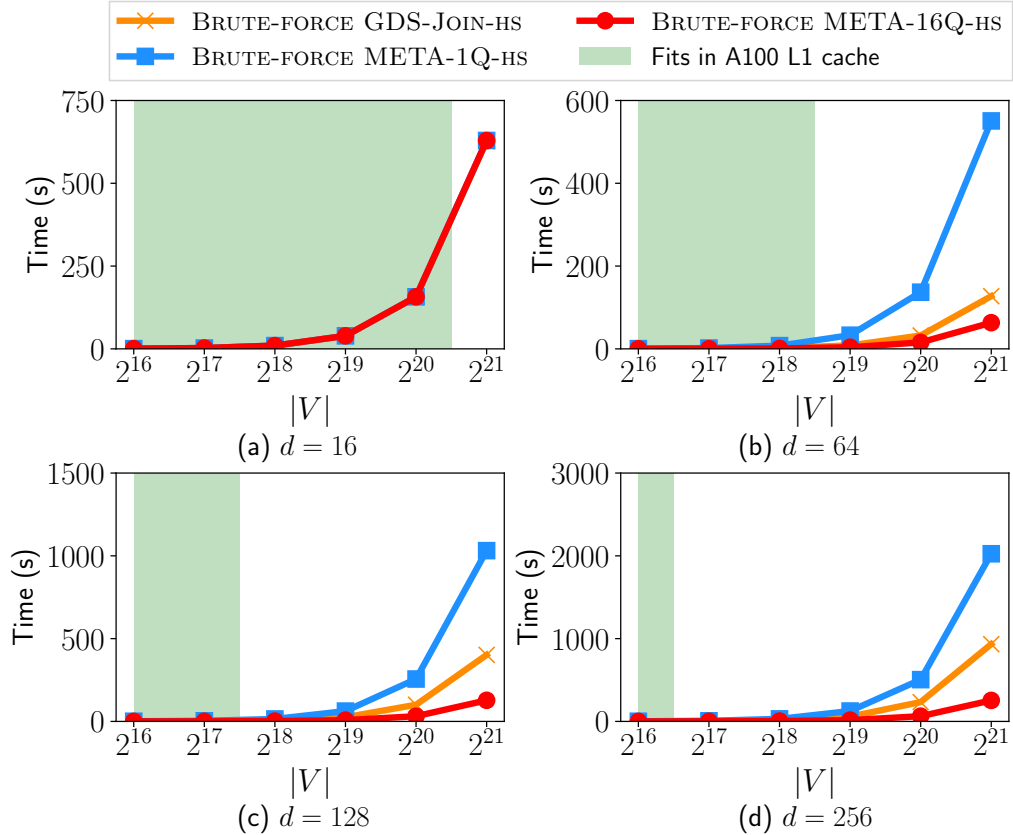 BRUTE-FORCE GDS-JOIN-HS
BRUTE-FORCE META-16Q-HS
BRUTE-FORCE META-1Q-HS
Fits in A100 L1 cache
750
500
250
0
Time (s)
2^16 2^17 2^18 2^19 2^20 2^21
|V|
(a) d = 16
600
400
200
0
Time (s)
2^16 2^17 2^18 2^19 2^20 2^21
|V|
(b) d = 64
1500
1000
500
0
Time (s)
2^16 2^17 2^18 2^19 2^20 2^21
|V|
(c) d = 128
3000
2000
1000
0
Time (s)
2^16 2^17 2^18 2^19 2^20 2^21
|V|
(d) d = 256